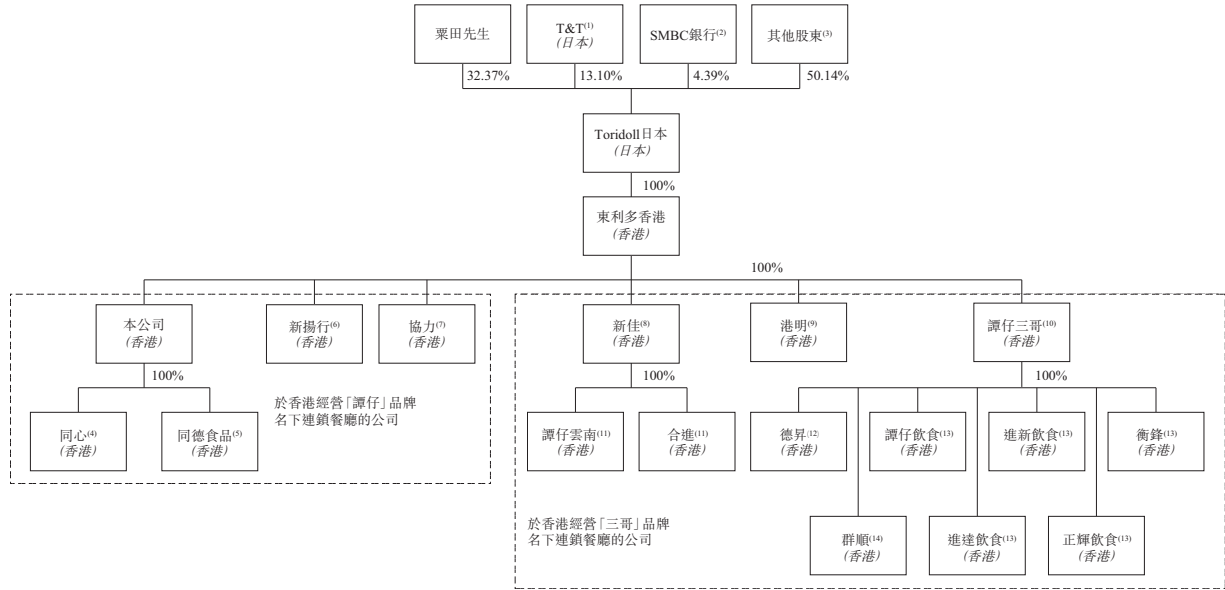 粟田先生
T&T(1)
(日本)
SMBC銀行(2)
其他股東(3)
32.37%
13.10%
4.39%
50.14%
Toridoll日本
(日本)
100%
東利多香港
(香港)
100%
本公司
(香港)
新揚行(6)
(香港)
協力(7)
(香港)
新佳(8)
(香港)
港明(9)
(香港)
譚仔三哥(10)
(香港)
100%
100%
100%
於香港經營「譚仔」品牌
名下連鎖餐廳的公司
同心(4)
(香港)
同德食品(5)
(香港)
譚仔雲南(11)
(香港)
合進(11)
(香港)
德昇(12)
(香港)
譚仔飲食(13)
(香港)
進新飲食(13)
(香港)
衡鋒(13)
(香港)
於香港經營「三哥」品牌
名下連鎖餐廳的公司
群順(14)
(香港)
進達飲食(13)
(香港)
正輝飲食(13)
(香港)